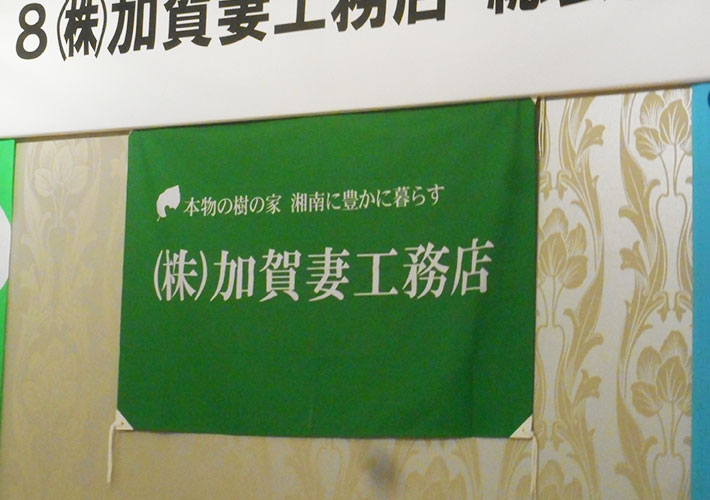 8㈱加賀妻工務店
本物の樹の家 湘南に豊かに暮らす
(株)加賀妻工務店